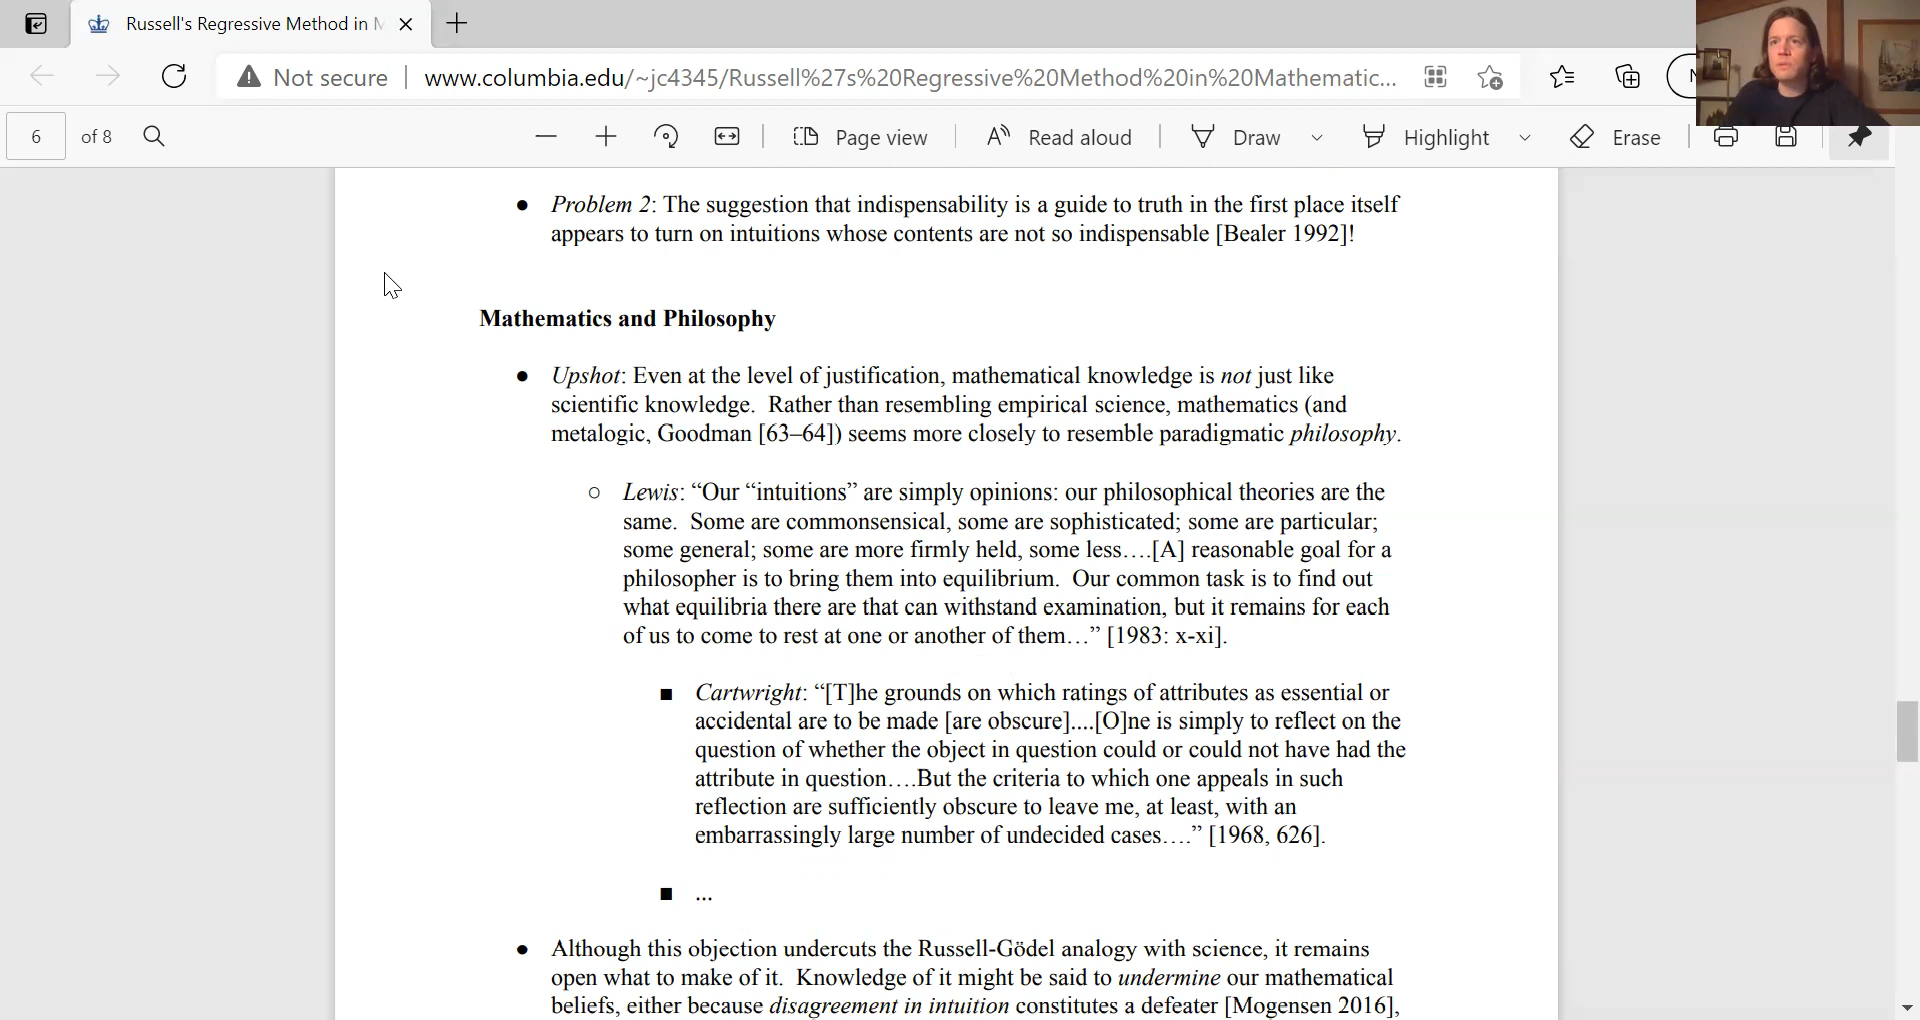 Russell's Regressive Method in M
Not secure
www.columbia.edu/~jc4345/Russell%27s%20Regressive%20Method%20in%20Mathematic...
6 of 8
Page view
Read aloud
Draw
Highlight
Erase
● Problem 2: The suggestion that indispensability is a guide to truth in the first place itself
appears to turn on intuitions whose contents are not so indispensable [Bealer 1992]!
Mathematics and Philosophy
● Upshot: Even at the level of justification, mathematical knowledge is not just like
scientific knowledge. Rather than resembling empirical science, mathematics (and
metalogic, Goodman [63–64]) seems more closely to resemble paradigmatic philosophy.
○ Lewis: “Our “intuitions” are simply opinions: our philosophical theories are the
same. Some are commonsensical, some are sophisticated; some are particular;
some general; some are more firmly held, some less….[A] reasonable goal for a
philosopher is to bring them into equilibrium. Our common task is to find out
what equilibria there are that can withstand examination, but it remains for each
of us to come to rest at one or another of them…” [1983: x-xi].
■ Cartwright: “[T]he grounds on which ratings of attributes as essential or
accidental are to be made [are obscure]....[O]ne is simply to reflect on the
question of whether the object in question could or could not have had the
attribute in question….But the criteria to which one appeals in such
reflection are sufficiently obscure to leave me, at least, with an
embarrassingly large number of undecided cases….” [1968, 626].
■ ...
● Although this objection undercuts the Russell-Gödel analogy with science, it remains
open what to make of it. Knowledge of it might be said to undermine our mathematical
beliefs, either because disagreement in intuition constitutes a defeater [Mogensen 2016],